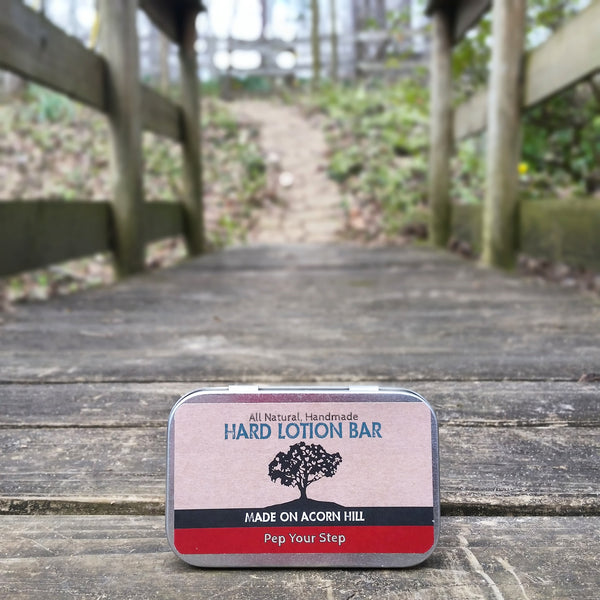 All Natural, Handmade
HARD LOTION BAR
MADE ON ACORN HILL
Pep Your Step